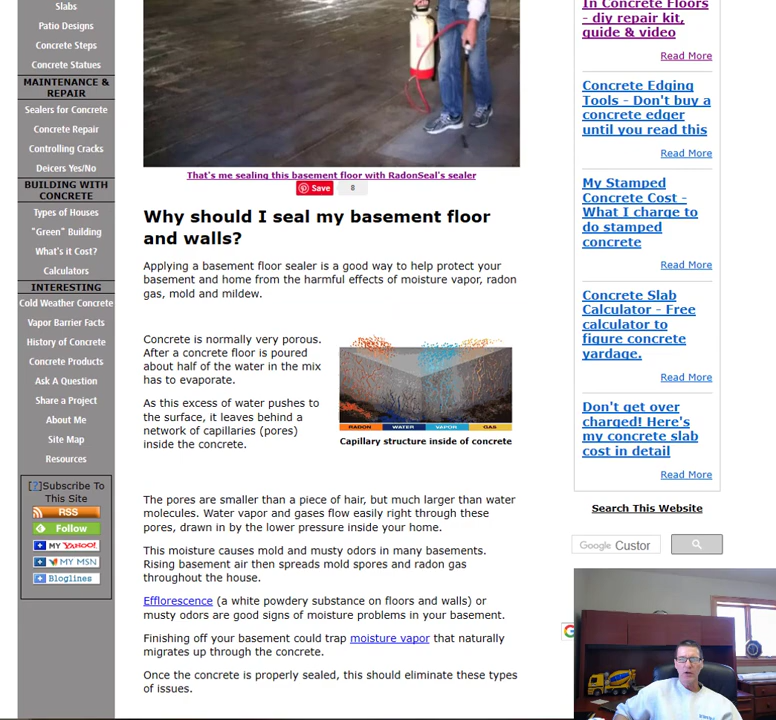 Slabs
Patio Designs
Concrete Steps
Concrete Statues
MAINTENANCE &
REPAIR
Sealers for Concrete
Concrete Repair
Controlling Cracks
Deicers Yes/No
BUILDING WITH
CONCRETE
Types of Houses
"Green" Building
What's it Cost?
Calculators
INTERESTING
Cold Weather Concrete
Vapor Barrier Facts
History of Concrete
Concrete Products
Ask A Question
Share a Project
About Me
Site Map
Resources
[?]Subscribe To
This Site
RSS
Follow
MY YAHOO!
MY MSN
Bloglines
That's me sealing this basement floor with RadonSeal's sealer
Save 8
Why should I seal my basement floor
and walls?
Applying a basement floor sealer is a good way to help protect your
basement and home from the harmful effects of moisture vapor, radon
gas, mold and mildew.
Concrete is normally very porous.
After a concrete floor is poured
about half of the water in the mix
has to evaporate.
As this excess of water pushes to
the surface, it leaves behind a
network of capillaries (pores)
inside the concrete.
RADON WATER VAPOR GAS
Capillary structure inside of concrete
The pores are smaller than a piece of hair, but much larger than water
molecules. Water vapor and gases flow easily right through these
pores, drawn in by the lower pressure inside your home.
This moisture causes mold and musty odors in many basements.
Rising basement air then spreads mold spores and radon gas
throughout the house.
Efflorescence (a white powdery substance on floors and walls) or
musty odors are good signs of moisture problems in your basement.
Finishing off your basement could trap moisture vapor that naturally
migrates up through the concrete.
Once the concrete is properly sealed, this should eliminate these types
of issues.
In Concrete Floors
- diy repair kit,
guide & video
Read More
Concrete Edging
Tools - Don't buy a
concrete edger
until you read this
Read More
My Stamped
Concrete Cost -
What I charge to
do stamped
concrete
Read More
Concrete Slab
Calculator - Free
calculator to
figure concrete
yardage.
Read More
Don't get over
charged! Here's
my concrete slab
cost in detail
Read More
Search This Website
Google Custor
G